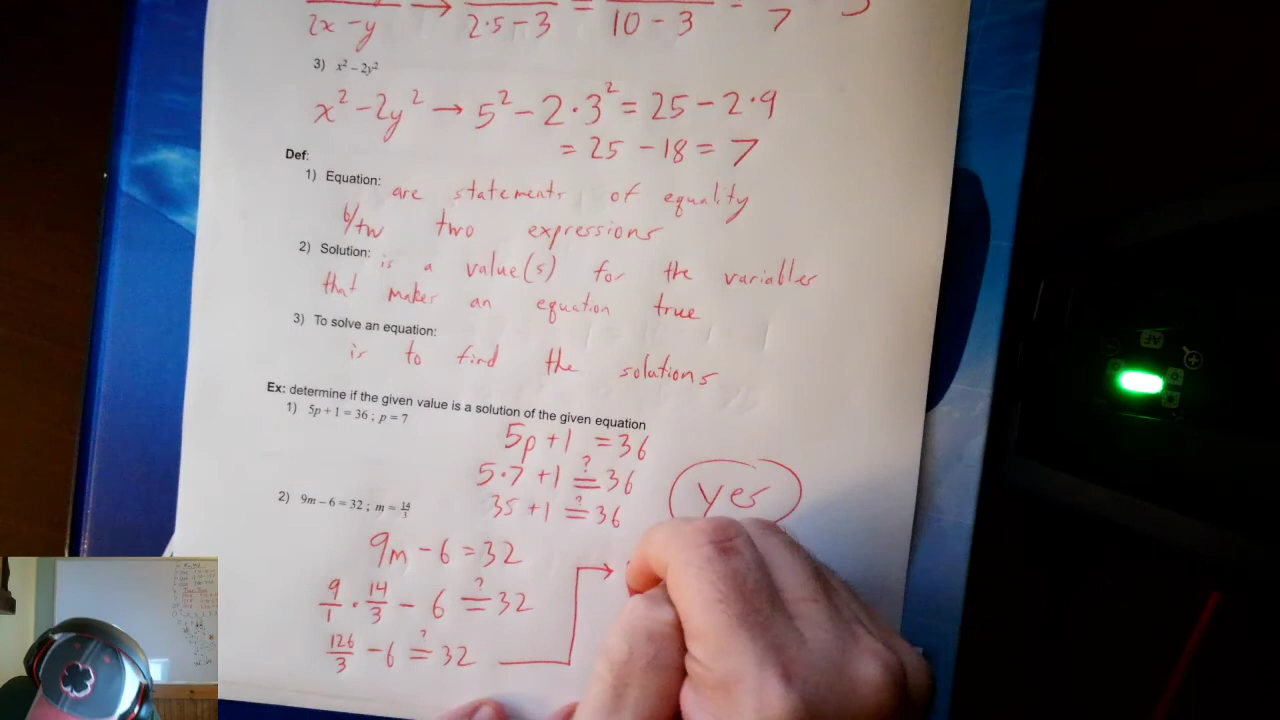 2x - y → 2·5 - 3 = 10 - 3 = 7
3) x² - 2y²
x² - 2y² → 5² - 2·3² = 25 - 2·9
= 25 - 18 = 7
Def:
1) Equation: are statements of equality
b/tw two expressions
2) Solution: is a value(s) for the variables
that makes an equation true
3) To solve an equation:
is to find the solutions
Ex: determine if the given value is a solution of the given equation
1) 5p + 1 = 36 ; p = 7
5p + 1 = 36
5·7 + 1 ≟ 36
35 + 1 ≟ 36
yes
2) 9m - 6 = 32 ; m = 14/3
9m - 6 = 32
9/1 · 14/3 - 6 ≟ 32
126/3 - 6 ≟ 32 →
AF